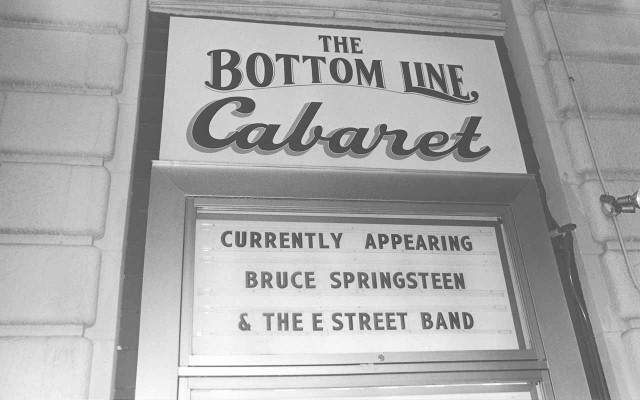 THE
BOTTOM LINE
Cabaret
CURRENTLY APPEARING
BRUCE SPRINGSTEEN
& THE E STREET BAND